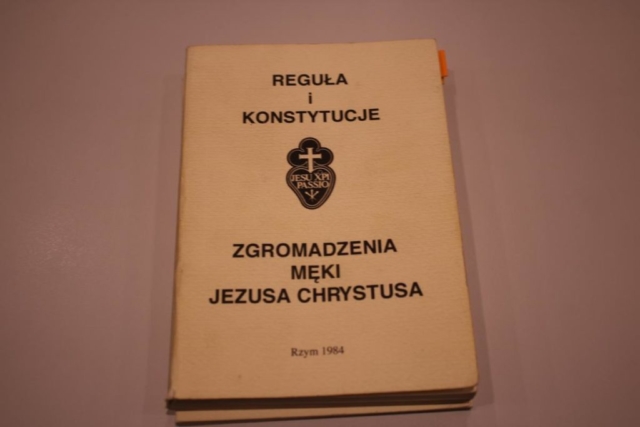 REGUŁA
i
KONSTYTUCJE
JESU XPI
PASSIO
ZGROMADZENIA
MĘKI
JEZUSA CHRYSTUSA
Rzym 1984